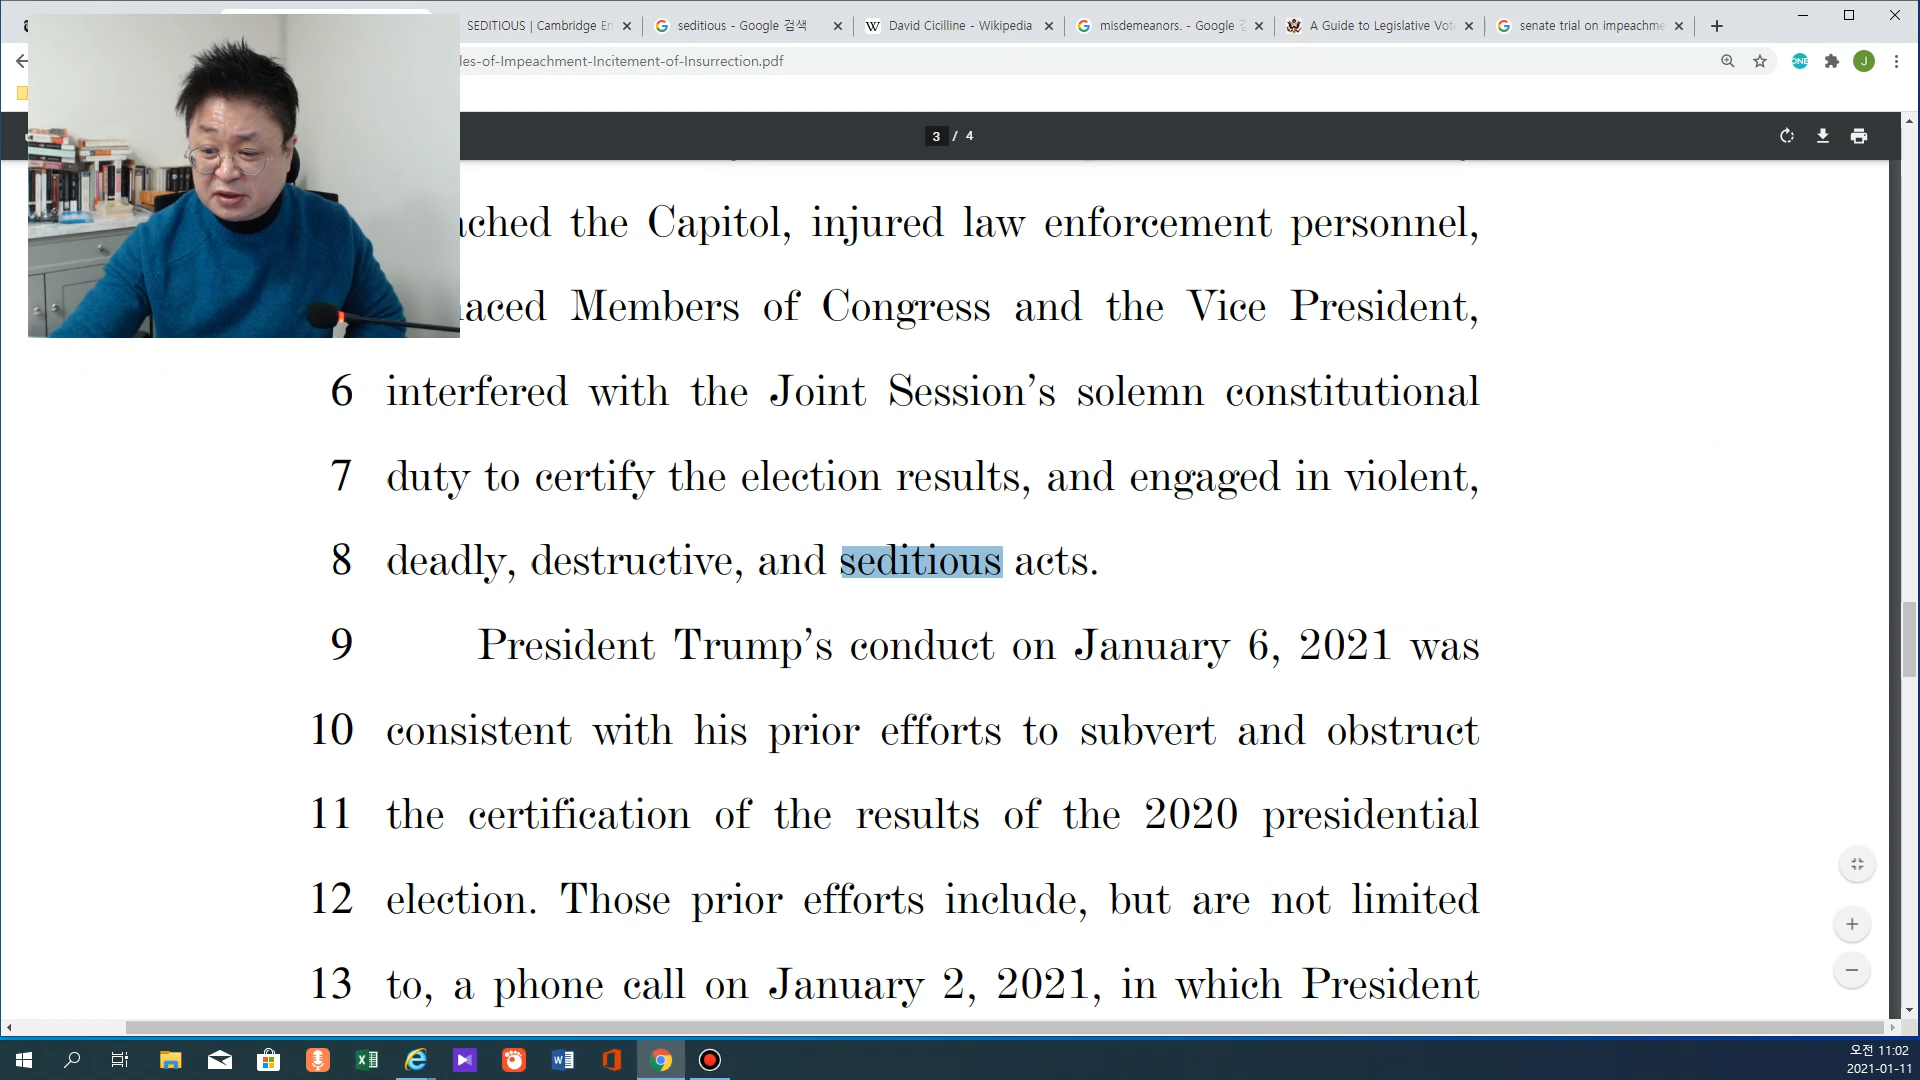 SEDITIOUS | Cambridge En
seditious - Google 검색
David Cicilline - Wikipedia
misdemeanors. - Google
A Guide to Legislative Vot
senate trial on impeachme
les-of-Impeachment-Incitement-of-Insurrection.pdf
3 / 4
ched the Capitol, injured law enforcement personnel,
aced Members of Congress and the Vice President,
6 interfered with the Joint Session's solemn constitutional
7 duty to certify the election results, and engaged in violent,
8 deadly, destructive, and seditious acts.
9 President Trump's conduct on January 6, 2021 was
10 consistent with his prior efforts to subvert and obstruct
11 the certification of the results of the 2020 presidential
12 election. Those prior efforts include, but are not limited
13 to, a phone call on January 2, 2021, in which President
오전 11:02
2021-01-11